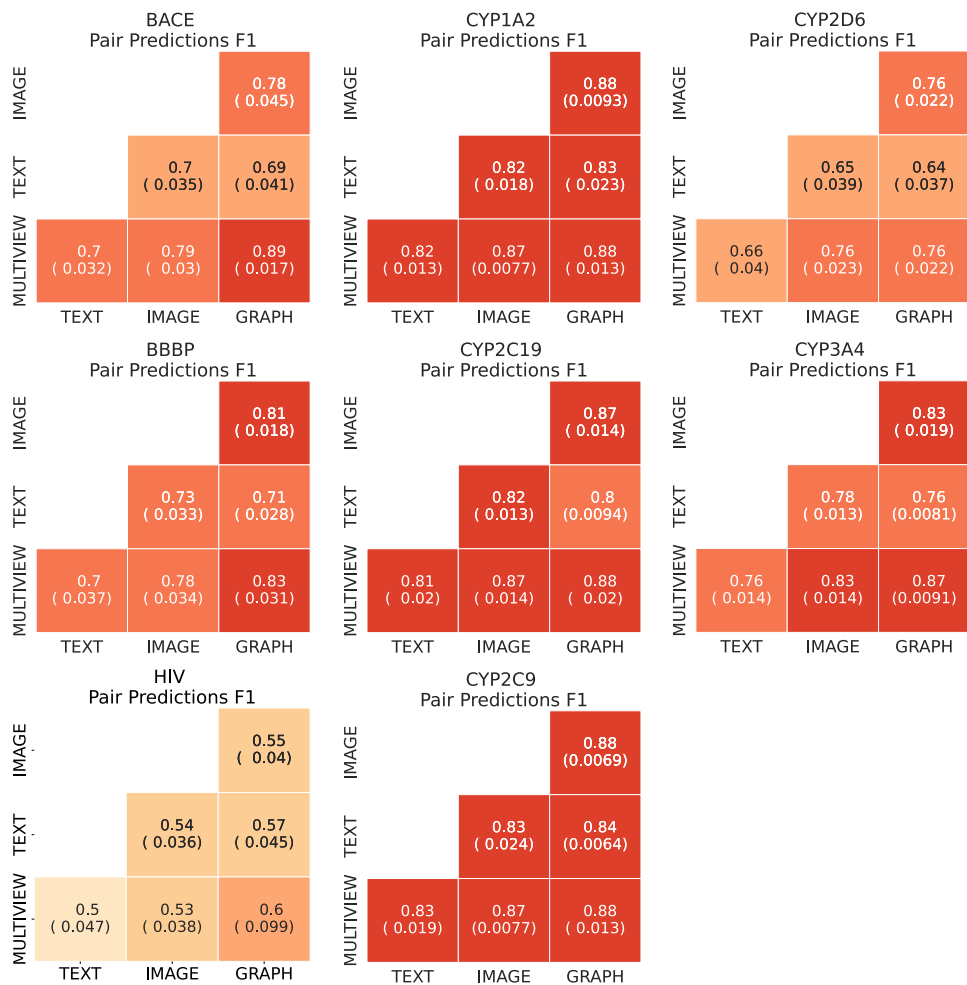 BACE
Pair Predictions F1
IMAGE
0.78
( 0.045)
TEXT
0.7
( 0.035)
0.69
( 0.041)
MULTIVIEW
0.7
( 0.032)
0.79
( 0.03)
0.89
( 0.017)
TEXT IMAGE GRAPH
CYP1A2
Pair Predictions F1
IMAGE
0.88
(0.0093)
TEXT
0.82
( 0.018)
0.83
( 0.023)
MULTIVIEW
0.82
( 0.013)
0.87
(0.0077)
0.88
( 0.013)
TEXT IMAGE GRAPH
CYP2D6
Pair Predictions F1
IMAGE
0.76
( 0.022)
TEXT
0.65
( 0.039)
0.64
( 0.037)
MULTIVIEW
0.66
( 0.04)
0.76
( 0.023)
0.76
( 0.022)
TEXT IMAGE GRAPH
BBBP
Pair Predictions F1
IMAGE
0.81
( 0.018)
TEXT
0.73
( 0.033)
0.71
( 0.028)
MULTIVIEW
0.7
( 0.037)
0.78
( 0.034)
0.83
( 0.031)
TEXT IMAGE GRAPH
CYP2C19
Pair Predictions F1
IMAGE
0.87
( 0.014)
TEXT
0.82
( 0.013)
0.8
(0.0094)
MULTIVIEW
0.81
( 0.02)
0.87
( 0.014)
0.88
( 0.02)
TEXT IMAGE GRAPH
CYP3A4
Pair Predictions F1
IMAGE
0.83
( 0.019)
TEXT
0.78
( 0.013)
0.76
(0.0081)
MULTIVIEW
0.76
( 0.014)
0.83
( 0.014)
0.87
(0.0091)
TEXT IMAGE GRAPH
HIV
Pair Predictions F1
IMAGE
0.55
( 0.04)
TEXT
0.54
( 0.036)
0.57
( 0.045)
MULTIVIEW
0.5
( 0.047)
0.53
( 0.038)
0.6
( 0.099)
TEXT IMAGE GRAPH
CYP2C9
Pair Predictions F1
IMAGE
0.88
(0.0069)
TEXT
0.83
( 0.024)
0.84
(0.0064)
MULTIVIEW
0.83
( 0.019)
0.87
(0.0077)
0.88
( 0.013)
TEXT IMAGE GRAPH